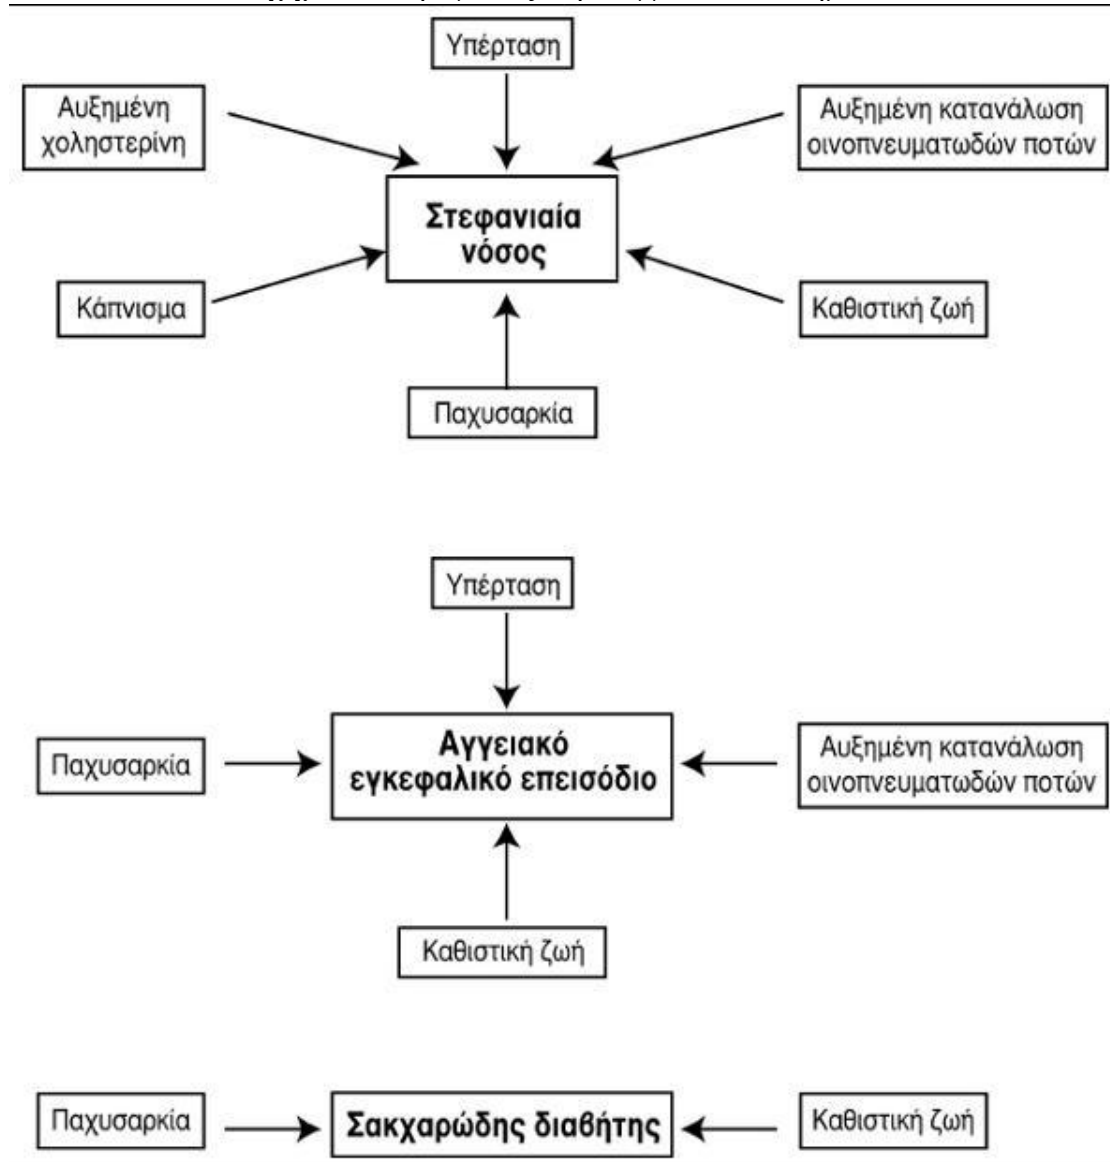 Υπέρταση
Αυξημένη
χοληστερίνη
Αυξημένη κατανάλωση
οινοπνευματωδών ποτών
Στεφανιαία
νόσος
Κάπνισμα
Καθιστική ζωή
Παχυσαρκία
Υπέρταση
Παχυσαρκία
Αγγειακό
εγκεφαλικό επεισόδιο
Αυξημένη κατανάλωση
οινοπνευματωδών ποτών
Καθιστική ζωή
Παχυσαρκία
Σακχαρώδης διαβήτης
Καθιστική ζωή